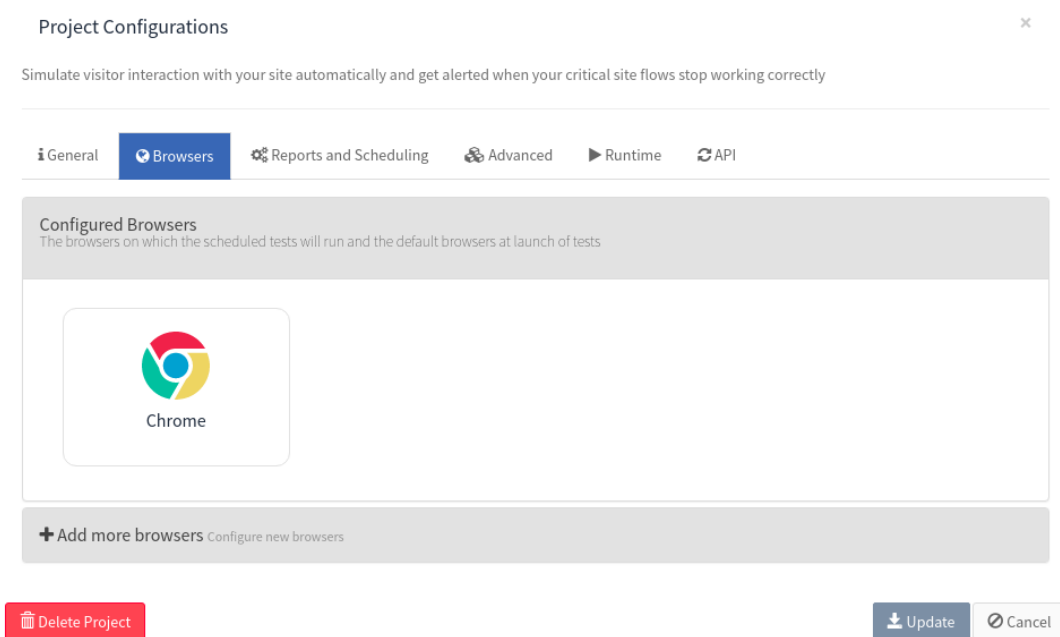 Project Configurations
×
Simulate visitor interaction with your site automatically and get alerted when your critical site flows stop working correctly
General Browsers Reports and Scheduling Advanced Runtime API
Configured Browsers
The browsers on which the scheduled tests will run and the default browsers at launch of tests
Chrome
Add more browsers Configure new browsers
Delete Project Update Cancel